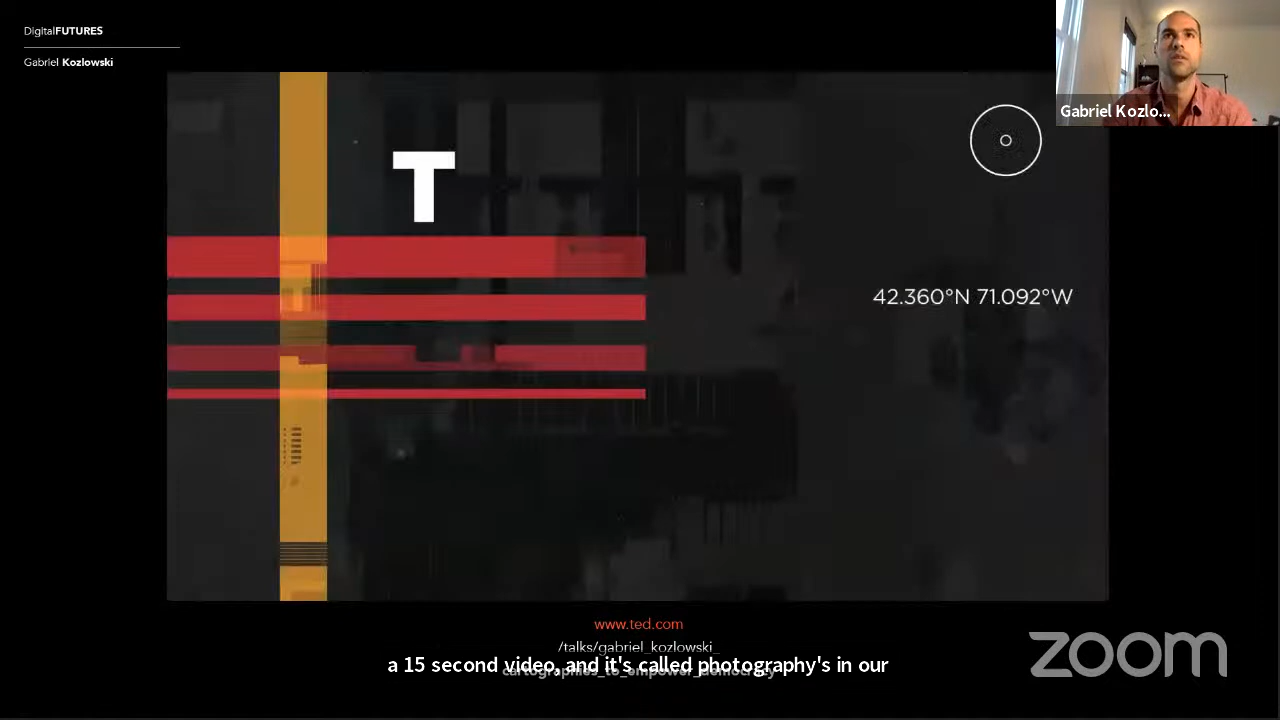 DigitalFUTURES
Gabriel Kozlowski
Gabriel Kozlo...
T
42.360°N 71.092°W
www.ted.com
/talks/gabriel_kozlowski_
a 15 second video, and it's called photography's in our
cartographies_to_empower_democracy
zoom